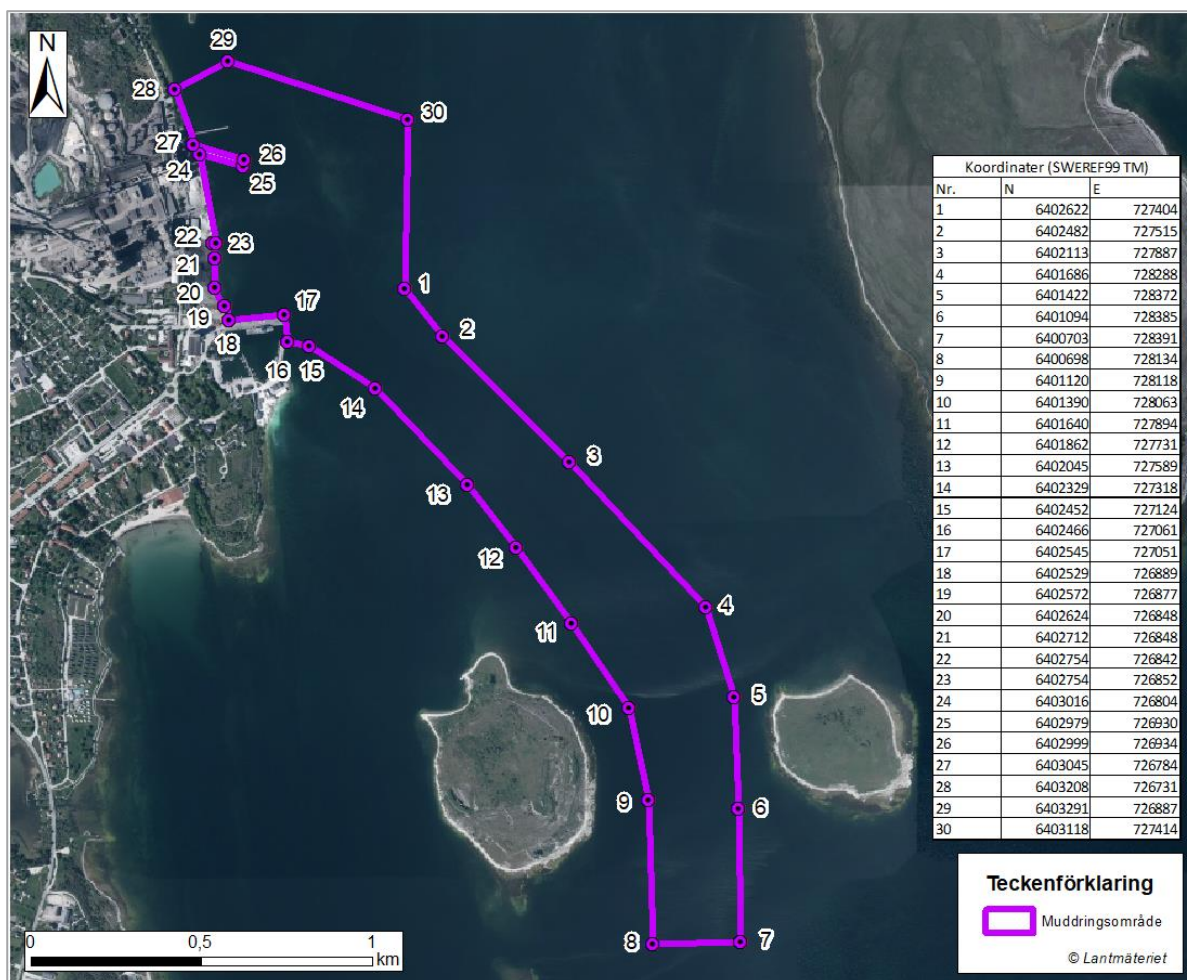 N
29
28
30
27
26
24
25
22
23
21
1
20
17
19
2
18
16
15
14
3
13
12
4
11
5
10
9
6
8
7
Koordinater (SWEREF99 TM)
Nr. N E
1 6402622 727404
2 6402482 727515
3 6402113 727887
4 6401686 728288
5 6401422 728372
6 6401094 728385
7 6400703 728391
8 6400698 728134
9 6401120 728118
10 6401390 728063
11 6401640 727894
12 6401862 727731
13 6402045 727589
14 6402329 727318
15 6402452 727124
16 6402466 727061
17 6402545 727051
18 6402529 726889
19 6402572 726877
20 6402624 726848
21 6402712 726848
22 6402754 726842
23 6402754 726852
24 6403016 726804
25 6402979 726930
26 6402999 726934
27 6403045 726784
28 6403208 726731
29 6403291 726887
30 6403118 727414
Teckenförklaring
Muddringsområde
© Lantmäteriet
0 0,5 1
km